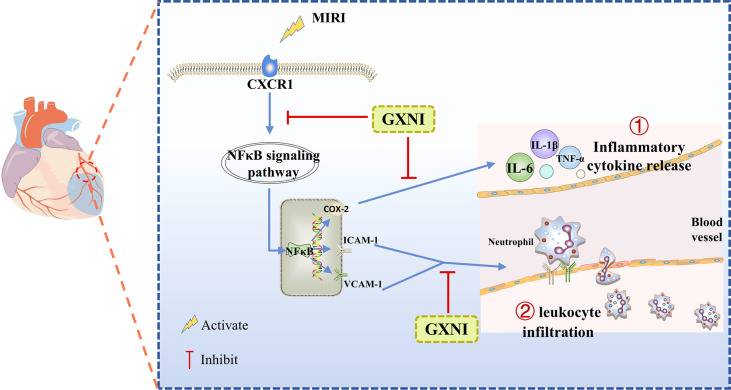 MIRI
CXCR1
GXNI
NFκB signaling
pathway
①
Inflammatory
cytokine release
IL-1β
TNF-α
IL-6
COX-2
ICAM-1
NFκB
VCAM-1
Blood
vessel
Neutrophil
GXNI
② leukocyte
infiltration
Activate
Inhibit